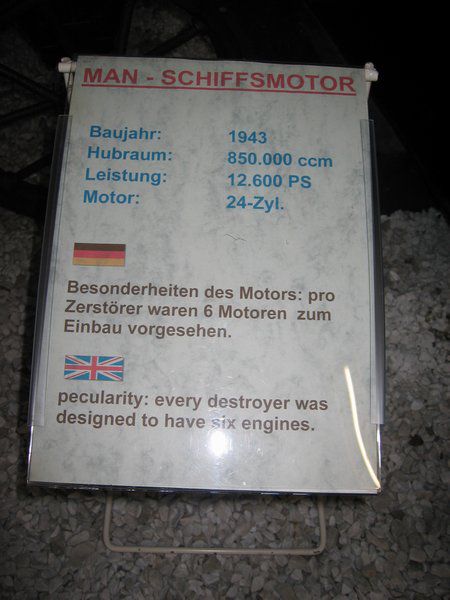 MAN - SCHIFFSMOTOR
Baujahr: 1943
Hubraum: 850.000 ccm
Leistung: 12.600 PS
Motor: 24-Zyl.
Besonderheiten des Motors: pro
Zerstörer waren 6 Motoren zum
Einbau vorgesehen.
pecularity: every destroyer was
designed to have six engines.